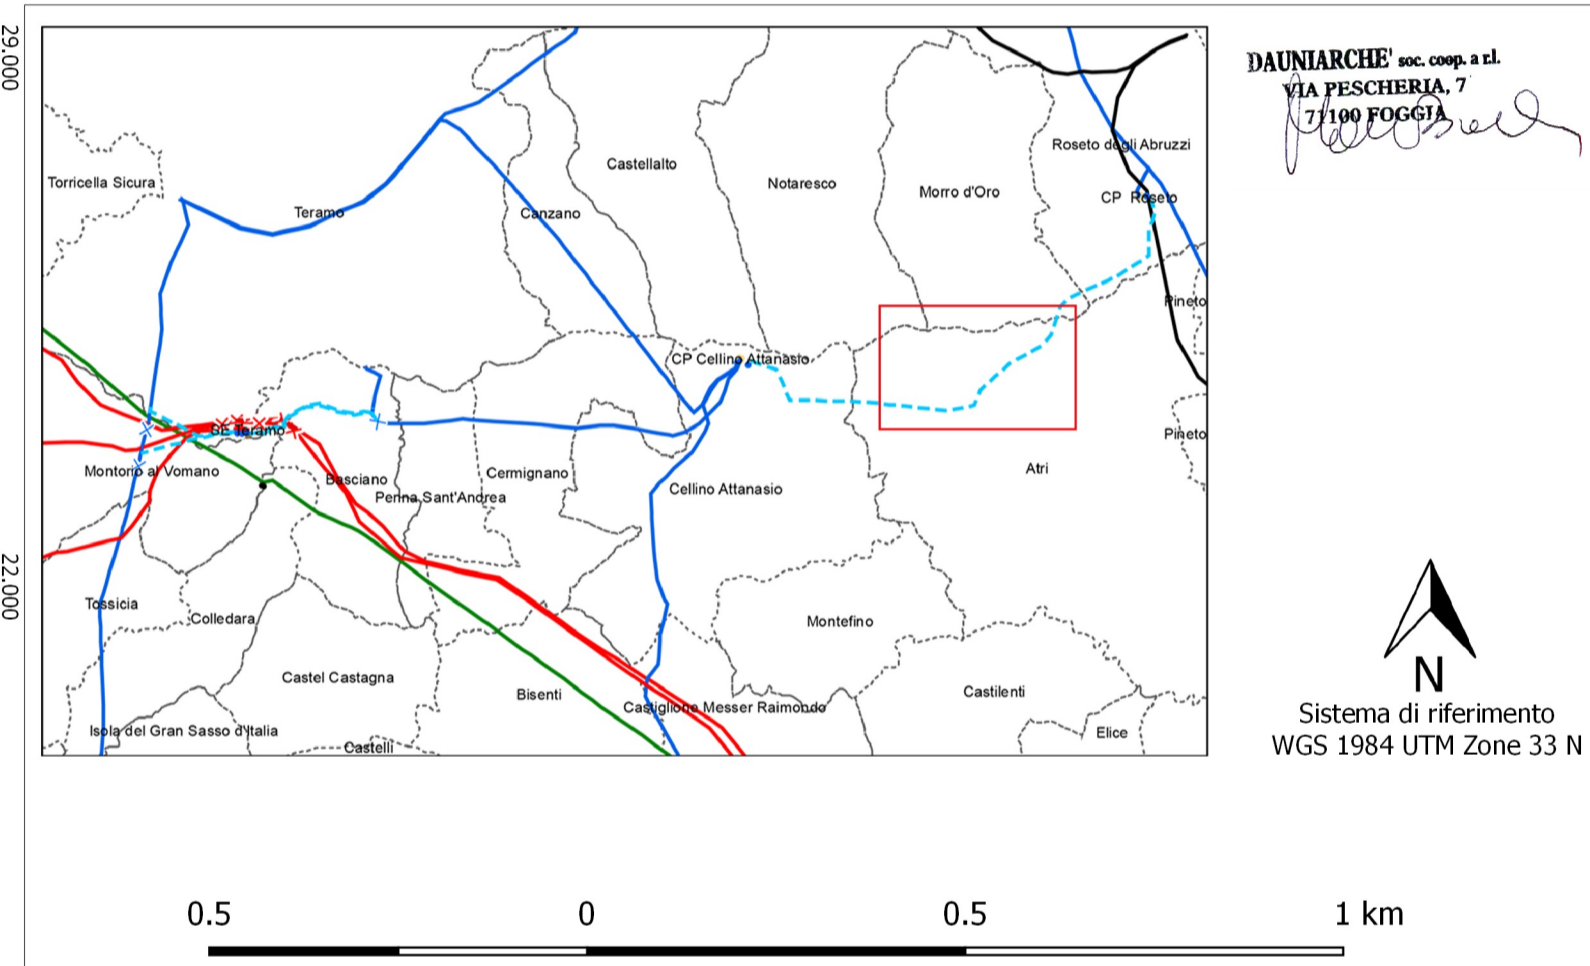 29.000
22.000
DAUNIARCHE' soc. coop. a r.l.
VIA PESCHERIA, 7
71100 FOGGIA
Roseto degli Abruzzi
Castellalto
Torricella Sicura
Notaresco
Morro d'Oro
CP Roseto
Teramo
Canzano
Pineto
CP Cellino Attanasio
SE Teramo
Pineto
Montorio al Vomano
Basciano
Cermignano
Atri
Penna Sant'Andrea
Cellino Attanasio
Tossicia
Colledara
Montefino
Castel Castagna
Bisenti
Castilenti
Castiglione Messer Raimondo
Isola del Gran Sasso d'Italia
Elice
Castelli
N
Sistema di riferimento
WGS 1984 UTM Zone 33 N
0.5 0 0.5 1 km